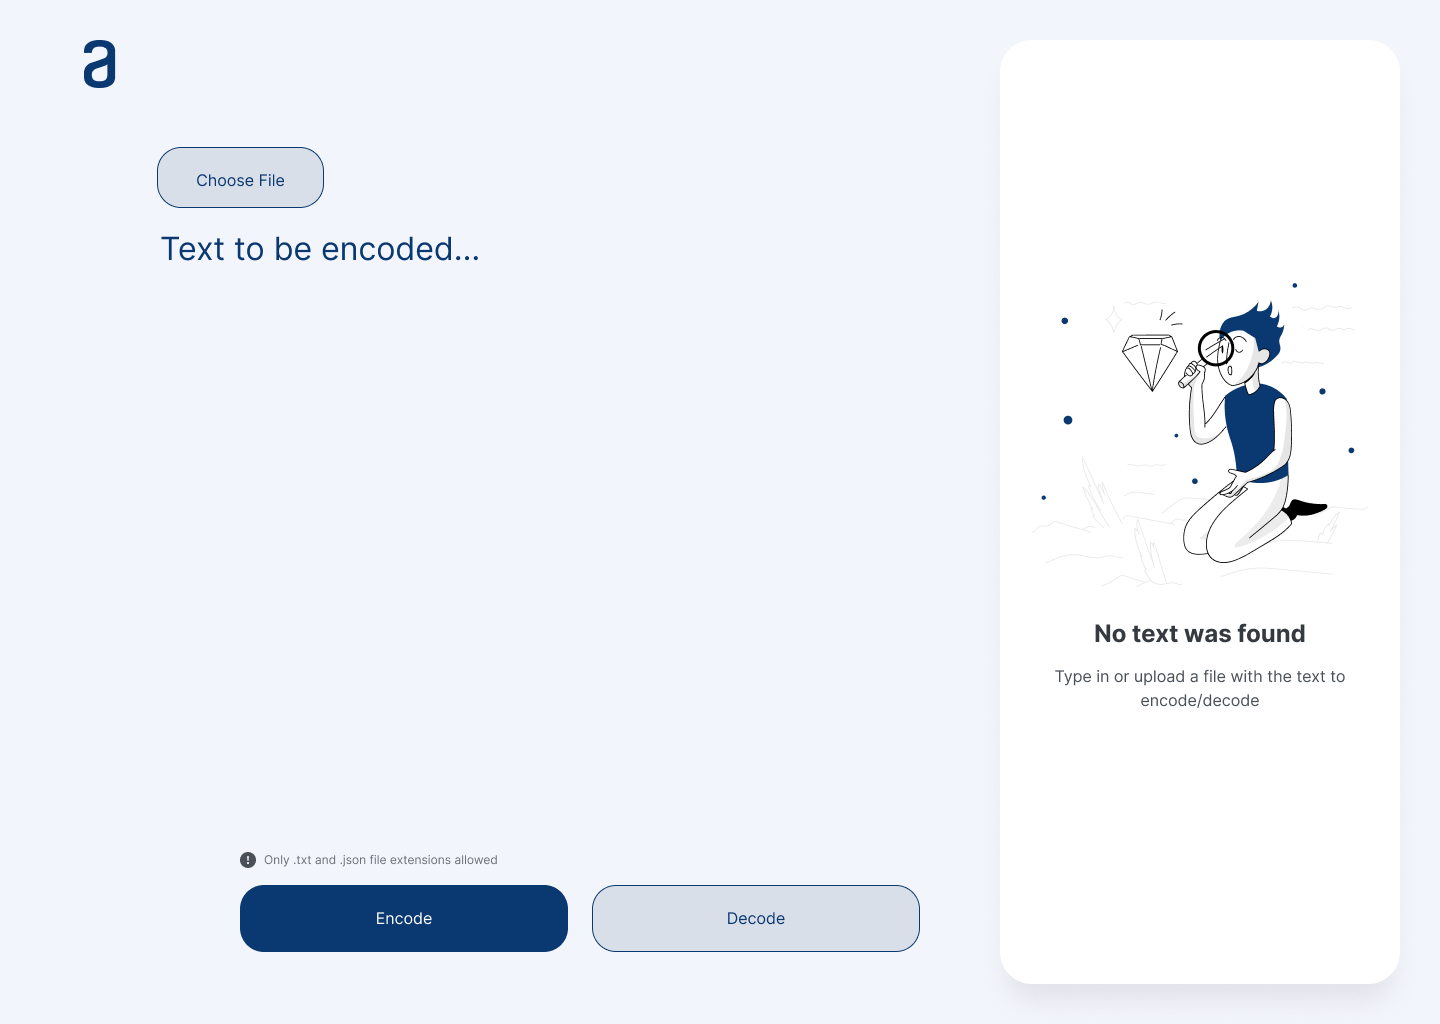 a
Choose File
Text to be encoded...
No text was found
Type in or upload a file with the text to
encode/decode
! Only .txt and .json file extensions allowed
Encode
Decode